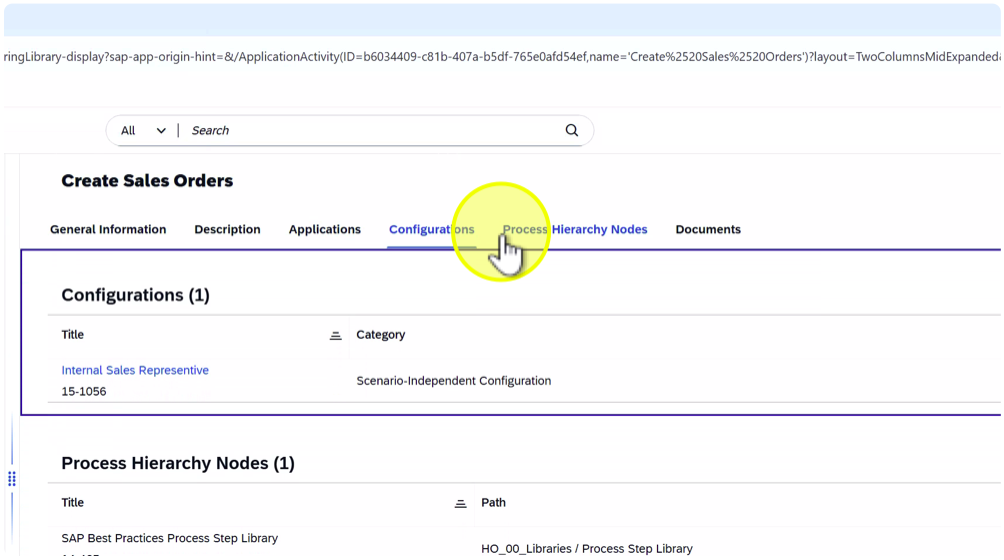 ringLibrary-display?sap-app-origin-hint=&/ApplicationActivity(ID=b6034409-c81b-407a-b5df-765e0afd54ef,name='Create%2520Sales%2520Orders')?layout=TwoColumnsMidExpanded
All Search
Create Sales Orders
General Information Description Applications Configurations Process Hierarchy Nodes Documents
Configurations (1)
Title Category
Internal Sales Representive
15-1056
Scenario-Independent Configuration
Process Hierarchy Nodes (1)
Title Path
SAP Best Practices Process Step Library
HO_00_Libraries / Process Step Library